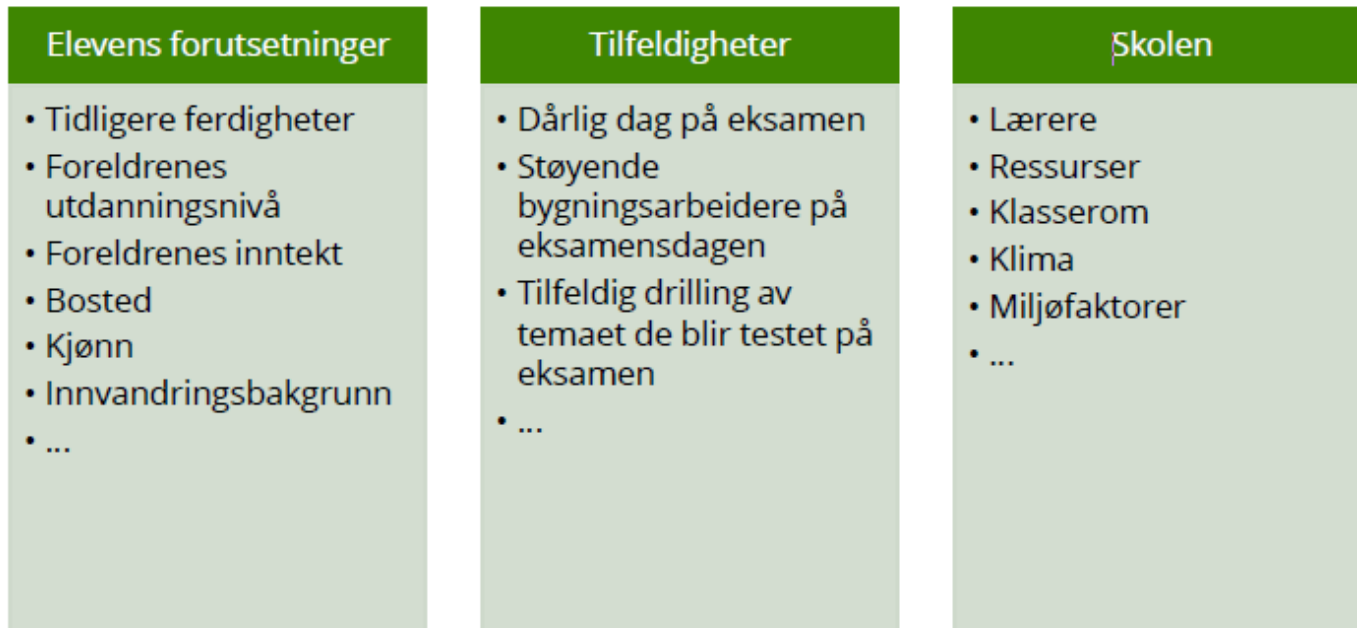 Elevens forutsetninger
• Tidligere ferdigheter
• Foreldrenes
utdanningsnivå
• Foreldrenes inntekt
• Bosted
• Kjønn
• Innvandringsbakgrunn
• ...
Tilfeldigheter
• Dårlig dag på eksamen
• Støyende
bygningsarbeidere på
eksamensdagen
• Tilfeldig drilling av
temaet de blir testet på
eksamen
• ...
Skolen
• Lærere
• Ressurser
• Klasserom
• Klima
• Miljøfaktorer
• ...